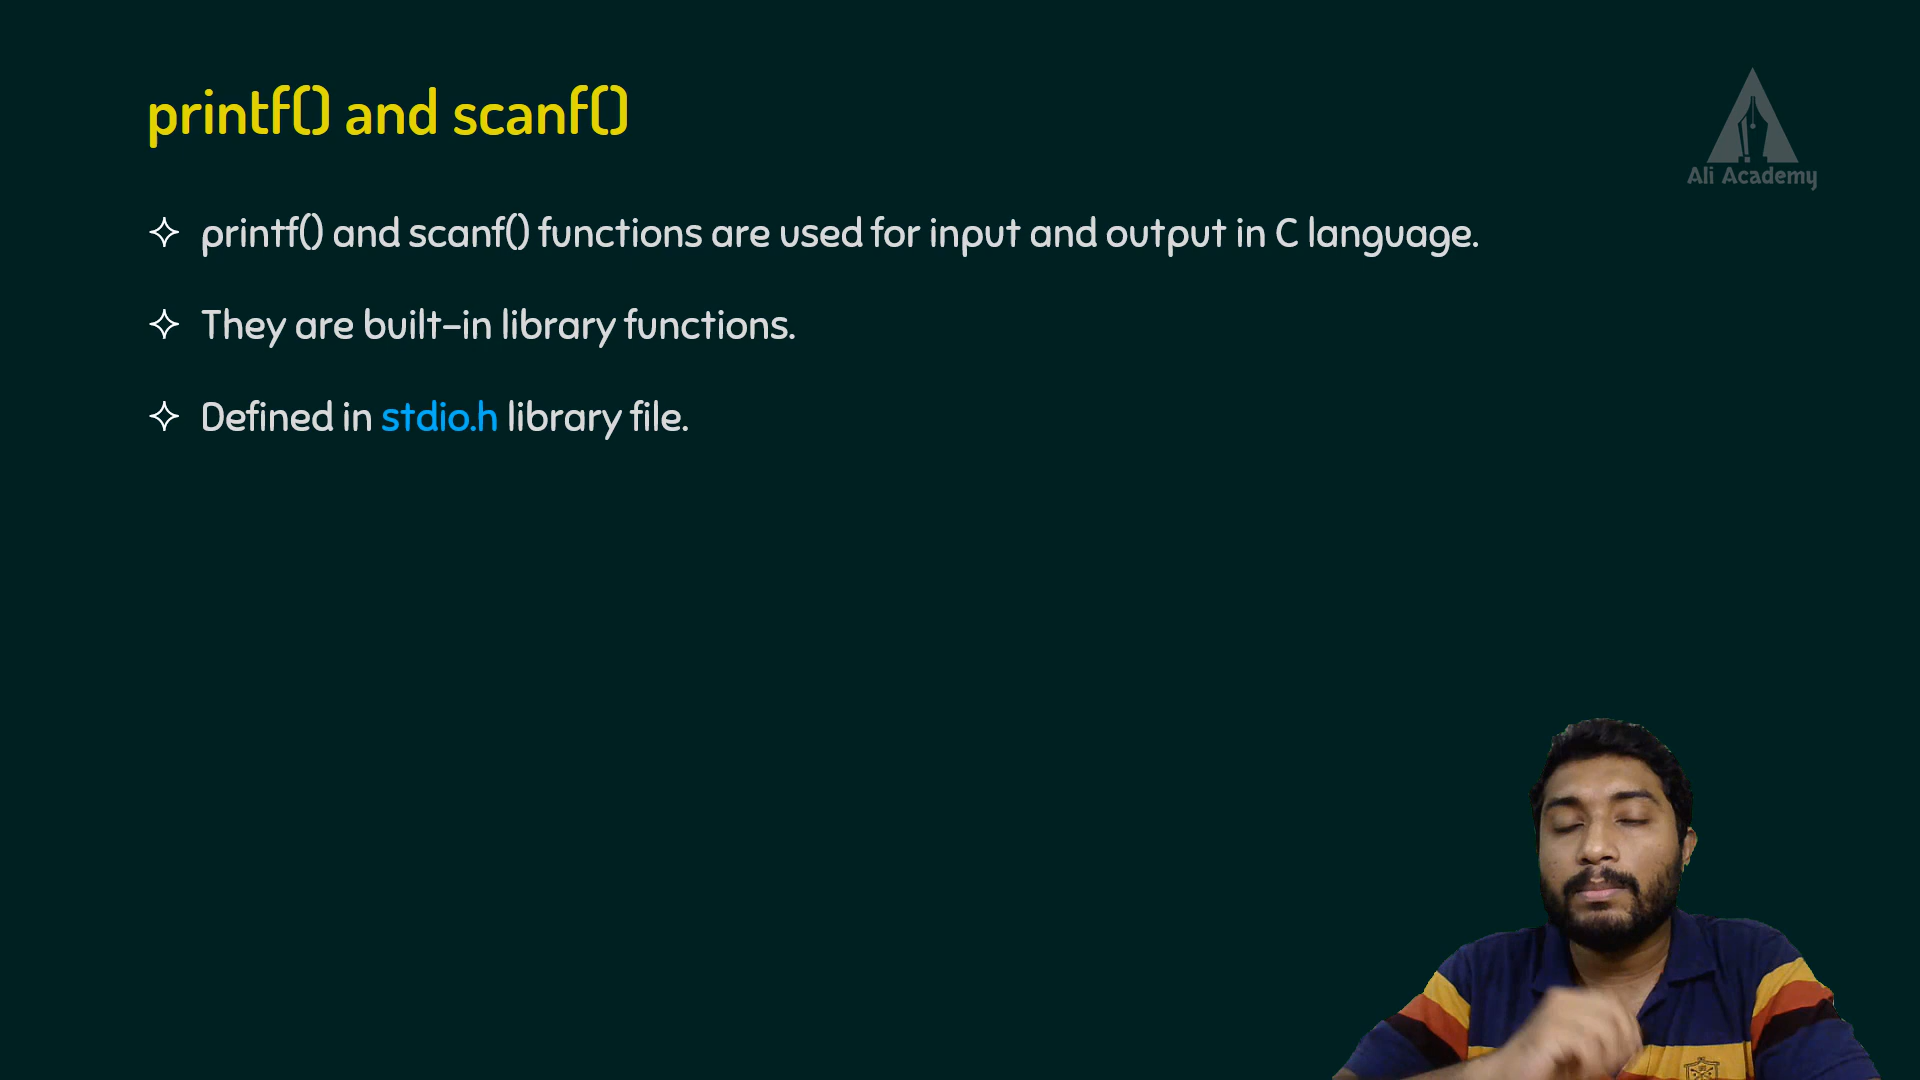 printf() and scanf()
Ali Academy
printf() and scanf() functions are used for input and output in C language.
They are built-in library functions.
Defined in stdio.h library file.